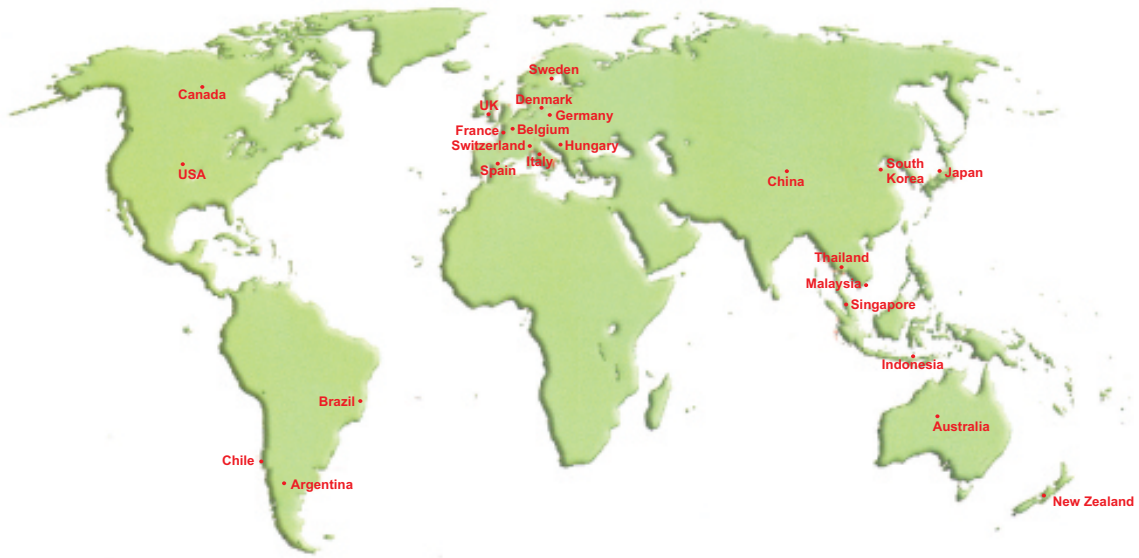 Sweden
Canada
Denmark
UK
Germany
France
Belgium
Switzerland
Hungary
Italy
Spain
USA
South
Korea
Japan
China
Thailand
Malaysia
Singapore
Indonesia
Brazil
Australia
Chile
Argentina
New Zealand